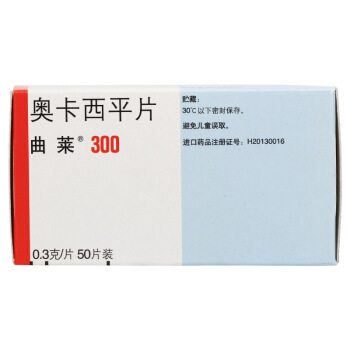 奥卡西平片
曲莱® 300
0.3克/片 50片装
贮藏:
30℃以下密封保存。
避免儿童误取。
进口药品注册证号: H20130016